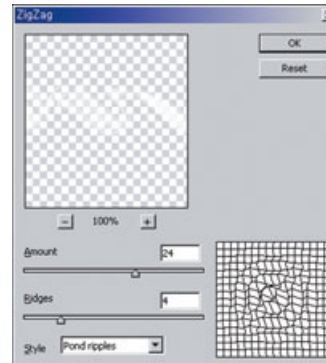 ZigZag
OK
Reset
100%
Amount
24
Ridges
4
Style
Pond ripples